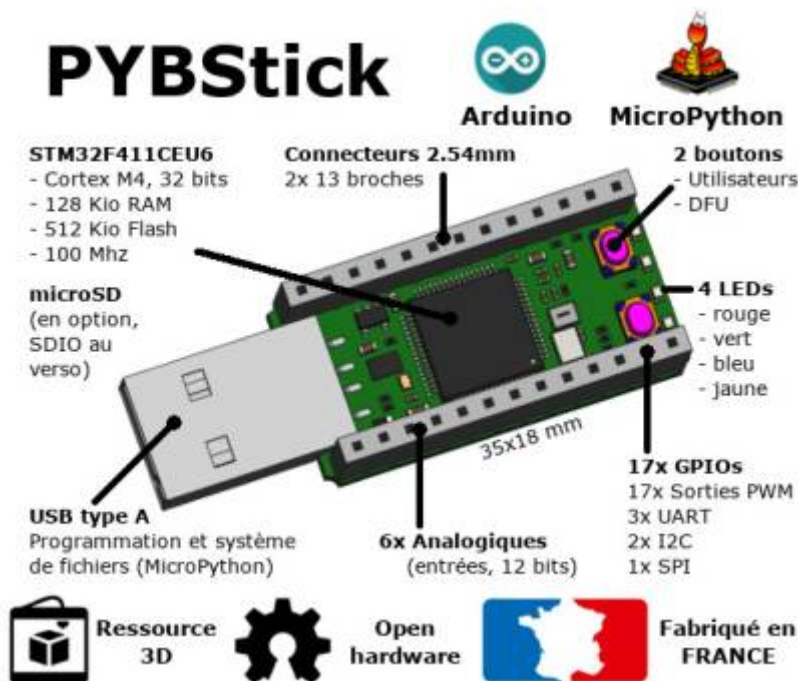 PYBStick
Arduino
MicroPython
STM32F411CEU6
- Cortex M4, 32 bits
- 128 Kio RAM
- 512 Kio Flash
- 100 Mhz
Connecteurs 2.54mm
2x 13 broches
2 boutons
- Utilisateurs
- DFU
microSD
(en option,
SDIO au
verso)
4 LEDs
- rouge
- vert
- bleu
- jaune
35x18 mm
USB type A
Programmation et système
de fichiers (MicroPython)
6x Analogiques
(entrées, 12 bits)
17x GPIOs
17x Sorties PWM
3x UART
2x I2C
1x SPI
Ressource
3D
Open
hardware
Fabriqué en
FRANCE